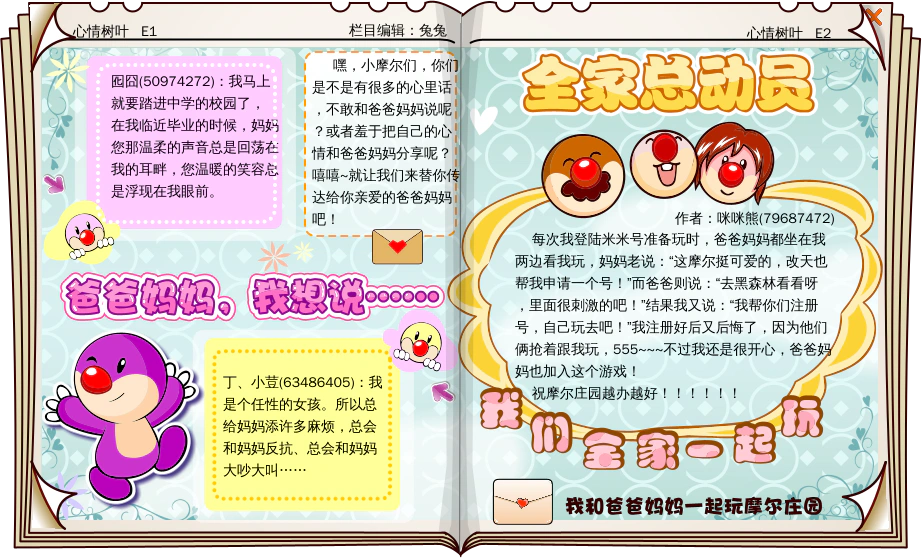 心情树叶 E1
栏目编辑：兔兔
囮囧(50974272)：我马上
就要踏进中学的校园了，
在我临近毕业的时候，妈妈
您那温柔的声音总是回荡在
我的耳畔，您温暖的笑容总
是浮现在我眼前。
嘿，小摩尔们，你们
是不是有很多的心里话
，不敢和爸爸妈妈说呢
？或者羞于把自己的心
情和爸爸妈妈分享呢？
嘻嘻~就让我们来替你传
达给你亲爱的爸爸妈妈
吧！
爸爸妈妈，我想说……
丁、小荳(63486405)：我
是个任性的女孩。所以总
给妈妈添许多麻烦，总会
和妈妈反抗、总会和妈妈
大吵大叫……
心情树叶 E2
全家总动员
作者：咪咪熊(79687472)
每次我登陆米米号准备玩时，爸爸妈妈都坐在我
两边看我玩，妈妈老说：“这摩尔挺可爱的，改天也
帮我申请一个号！”而爸爸则说：“去黑森林看看呀
，里面很刺激的吧！”结果我又说：“我帮你们注册
号，自己玩去吧！”我注册好后又后悔了，因为他们
俩抢着跟我玩，555~~~不过我还是很开心，爸爸妈
妈也加入这个游戏！
祝摩尔庄园越办越好！！！！！！
我们全家一起玩
我和爸爸妈妈一起玩摩尔庄园